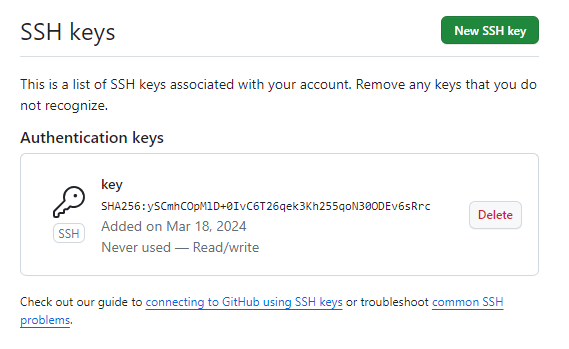 SSH keys
New SSH key
This is a list of SSH keys associated with your account. Remove any keys that you do
not recognize.
Authentication keys
key
SHA256:ySCmhCOpM1D+0IvC6T26qek3Kh255qoN30ODEv6sRrc
SSH
Added on Mar 18, 2024
Never used — Read/write
Delete
Check out our guide to connecting to GitHub using SSH keys or troubleshoot common SSH
problems.